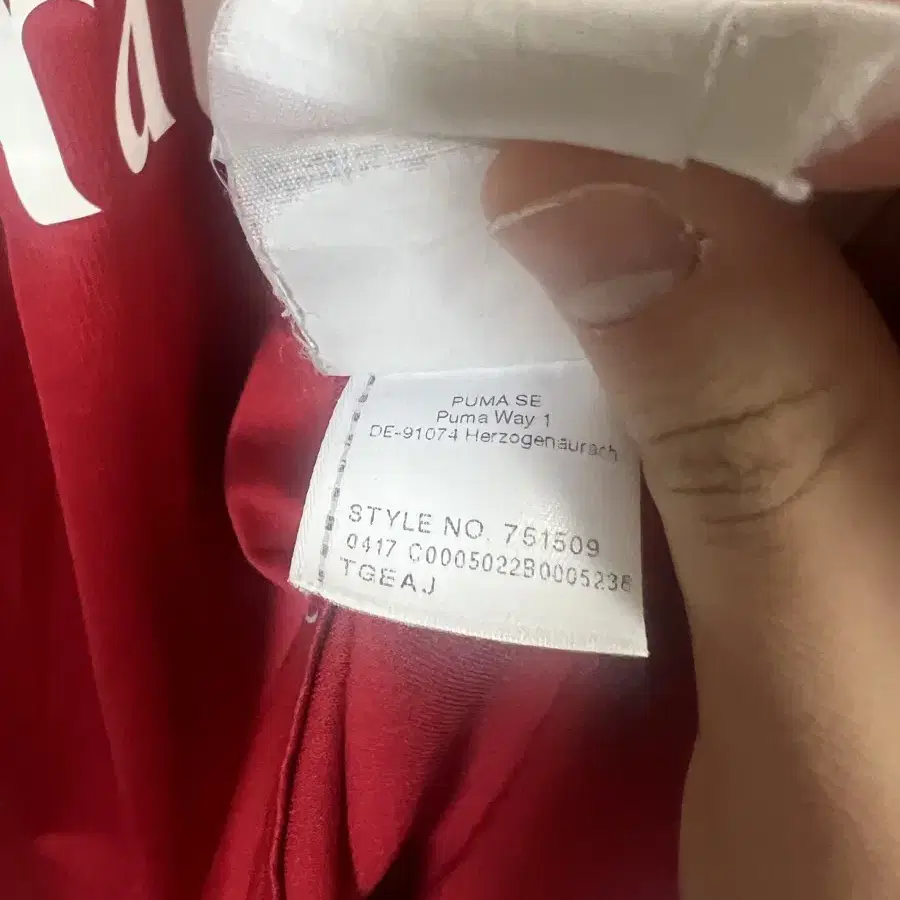 a
PUMA SE
Puma Way 1
DE-91074 Herzogenaurach
STYLE NO. 751509
0417 C0005022B0005238
TGEAJ